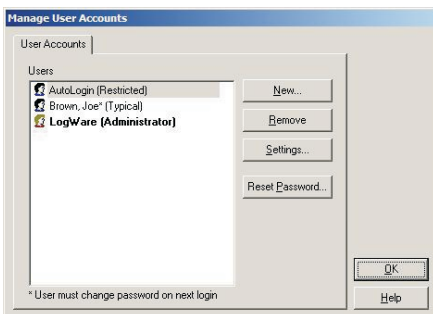 Manage User Accounts
User Accounts
Users
AutoLogin (Restricted)
Brown, Joe* (Typical)
LogWare (Administrator)
New...
Remove
Settings...
Reset Password...
* User must change password on next login
OK
Help